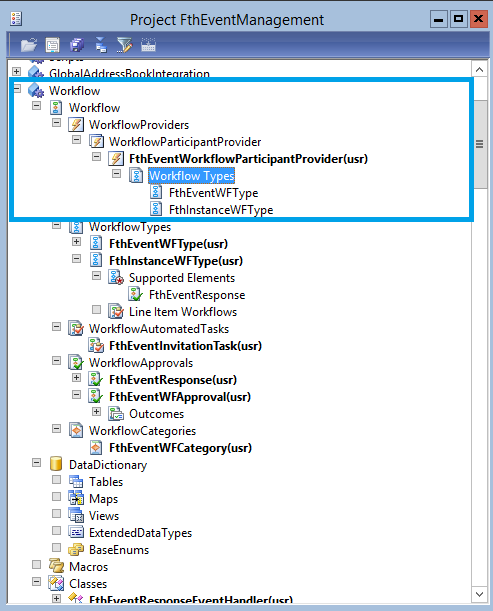 Project FthEventManagement
Scripts
GlobalAddressBookIntegration
Workflow
Workflow
WorkflowProviders
WorkflowParticipantProvider
FthEventWorkflowParticipantProvider(usr)
Workflow Types
FthEventWFType
FthInstanceWFType
WorkflowTypes
FthEventWFType(usr)
FthInstanceWFType(usr)
Supported Elements
FthEventResponse
Line Item Workflows
WorkflowAutomatedTasks
FthEventInvitationTask(usr)
WorkflowApprovals
FthEventResponse(usr)
FthEventWFApproval(usr)
Outcomes
WorkflowCategories
FthEventWFCategory(usr)
DataDictionary
Tables
Maps
Views
ExtendedDataTypes
BaseEnums
Macros
Classes
FthEventResponseEventHandler(usr)